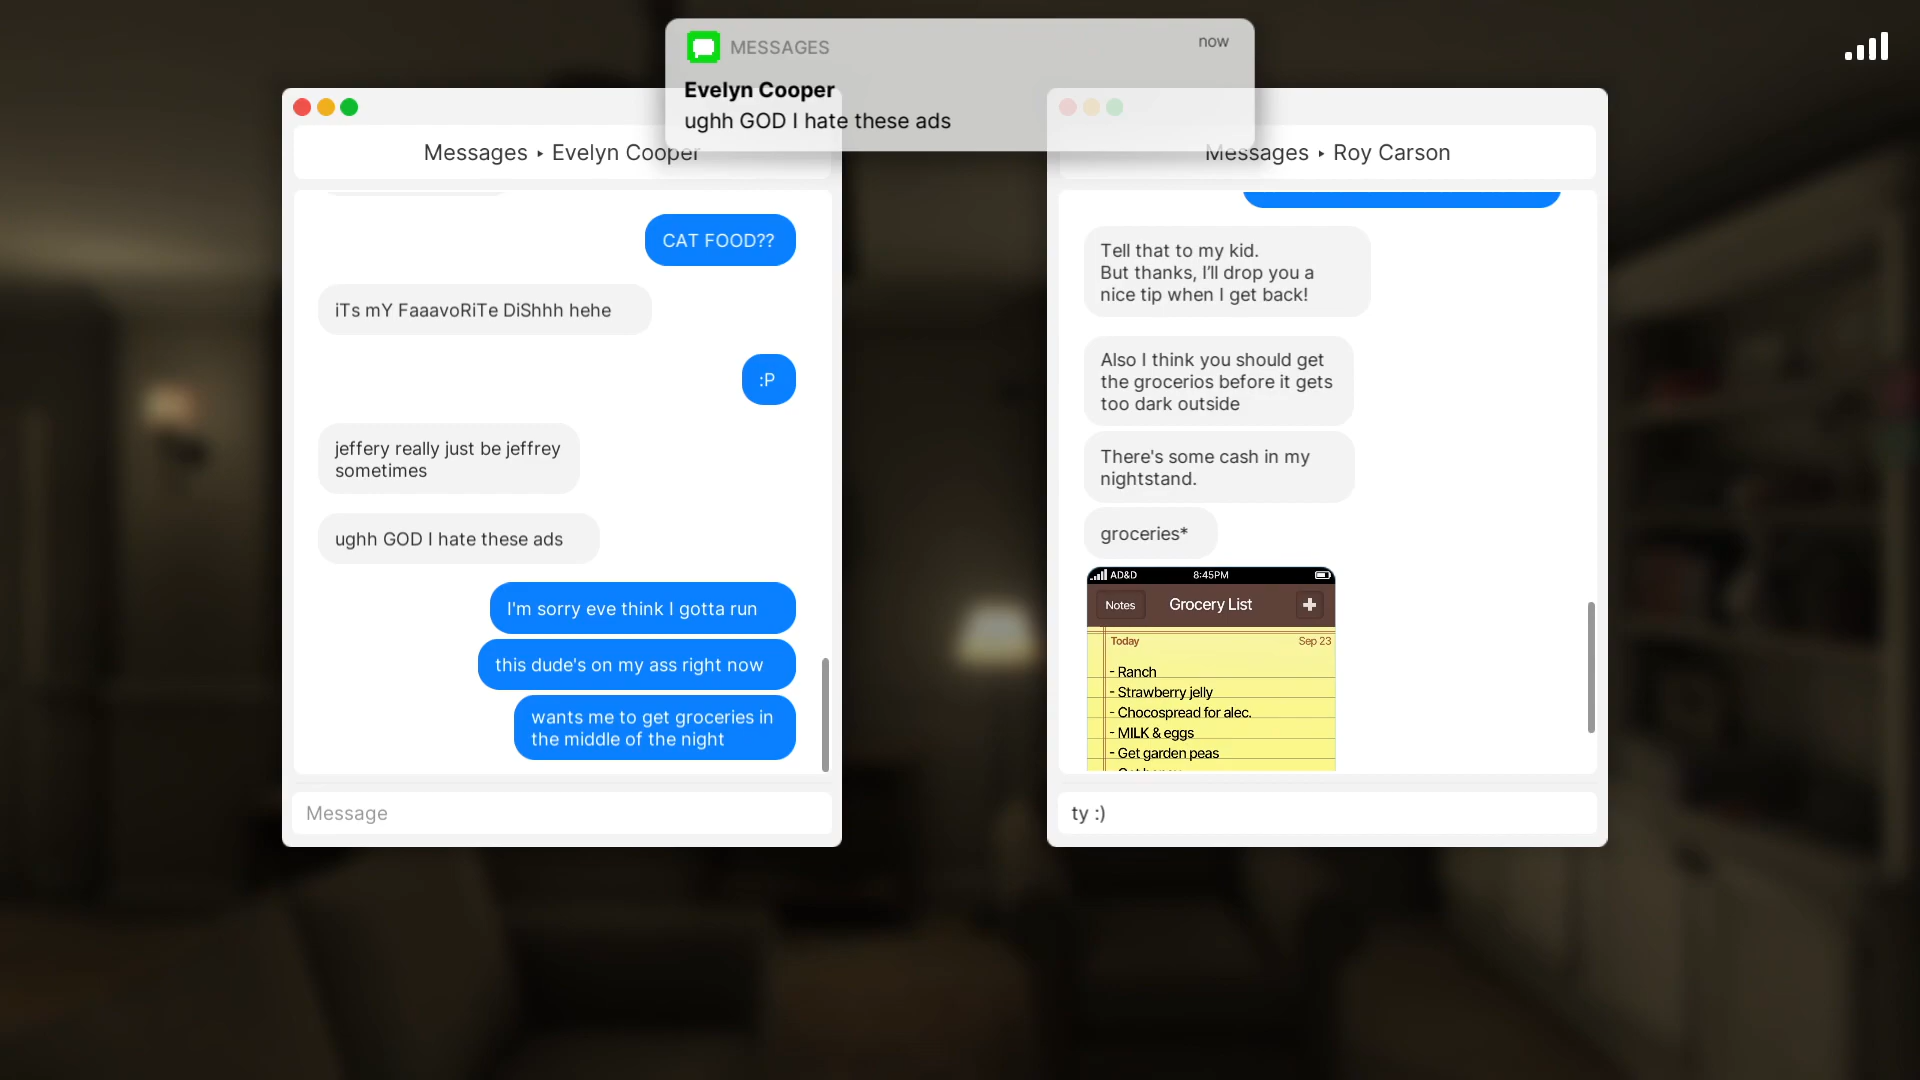 MESSAGES
now
Evelyn Cooper
ughh GOD I hate these ads
Messages ▸ Evelyn Cooper
CAT FOOD??
iTs mY FaaavoRiTe DiShhh hehe
:P
jeffery really just be jeffrey
sometimes
ughh GOD I hate these ads
I'm sorry eve think I gotta run
this dude's on my ass right now
wants me to get groceries in
the middle of the night
Message
Messages ▸ Roy Carson
Tell that to my kid.
But thanks, I'll drop you a
nice tip when I get back!
Also I think you should get
the grocerios before it gets
too dark outside
There's some cash in my
nightstand.
groceries*
AD&D 8:45PM
Notes Grocery List +
Today Sep 23
- Ranch
- Strawberry jelly
- Chocospread for alec.
- MILK & eggs
- Get garden peas
ty :)